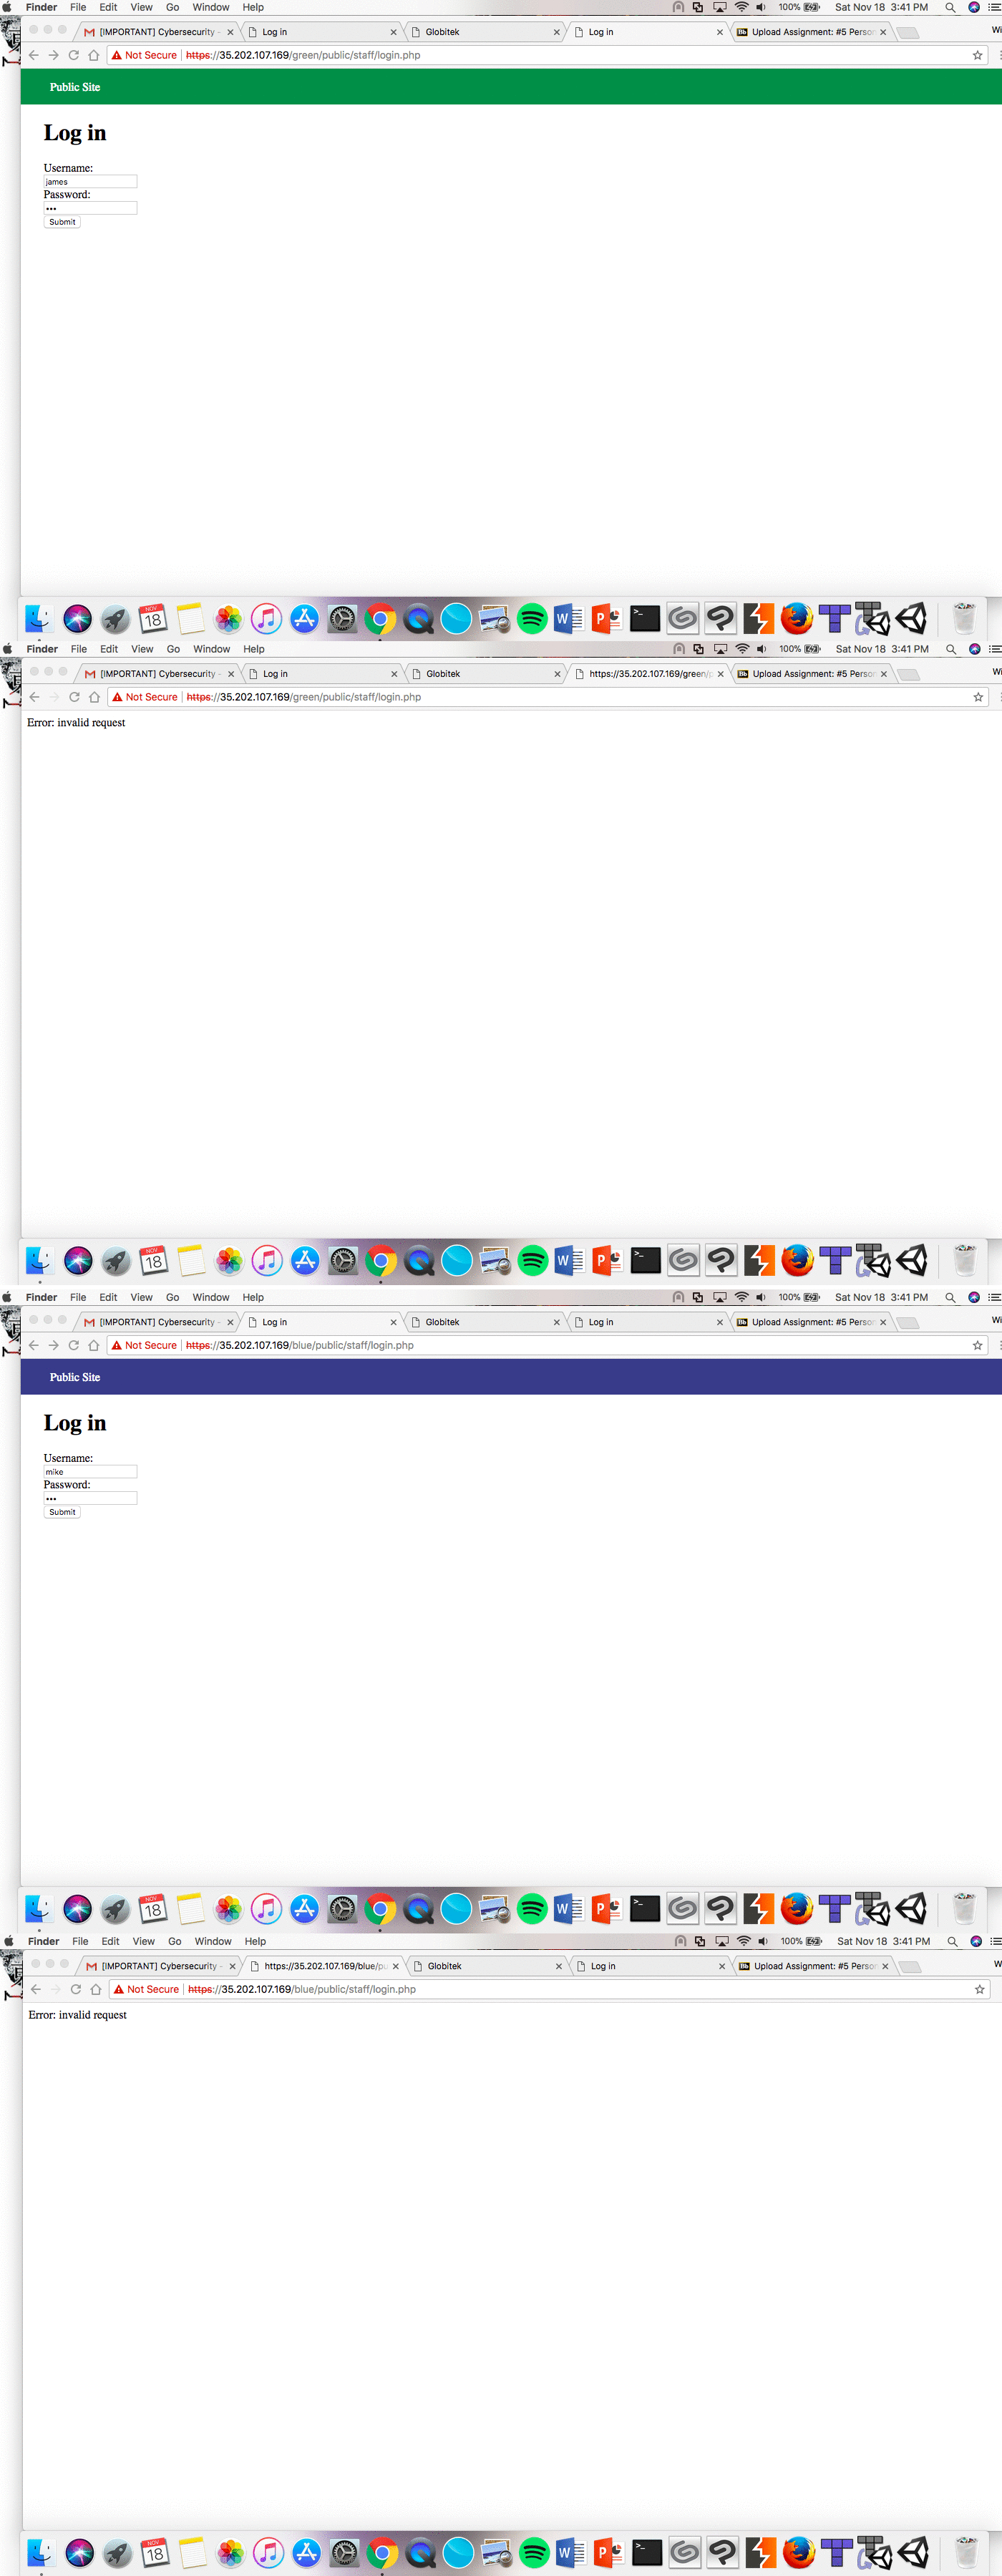 Finder File Edit View Go Window Help 100% Sat Nov 18 3:41 PM
[IMPORTANT] Cybersecurity - Log in Globitek Log in Bb Upload Assignment: #5 Person Wi
Not Secure https://35.202.107.169/green/public/staff/login.php
Public Site
Log in
Username:
james
Password:
•••
Submit
NOV
18
W P >_
Finder File Edit View Go Window Help 100% Sat Nov 18 3:41 PM
[IMPORTANT] Cybersecurity - Log in Globitek https://35.202.107.169/green/p Bb Upload Assignment: #5 Person Wi
Not Secure https://35.202.107.169/green/public/staff/login.php
Error: invalid request
NOV
18
W P >_
Finder File Edit View Go Window Help 100% Sat Nov 18 3:41 PM
[IMPORTANT] Cybersecurity - Log in Globitek Log in Bb Upload Assignment: #5 Person Wi
Not Secure https://35.202.107.169/blue/public/staff/login.php
Public Site
Log in
Username:
mike
Password:
•••
Submit
NOV
18
W P >_
Finder File Edit View Go Window Help 100% Sat Nov 18 3:41 PM
[IMPORTANT] Cybersecurity - https://35.202.107.169/blue/pu Globitek Log in Bb Upload Assignment: #5 Person W
Not Secure https://35.202.107.169/blue/public/staff/login.php
Error: invalid request
NOV
18
W P >_